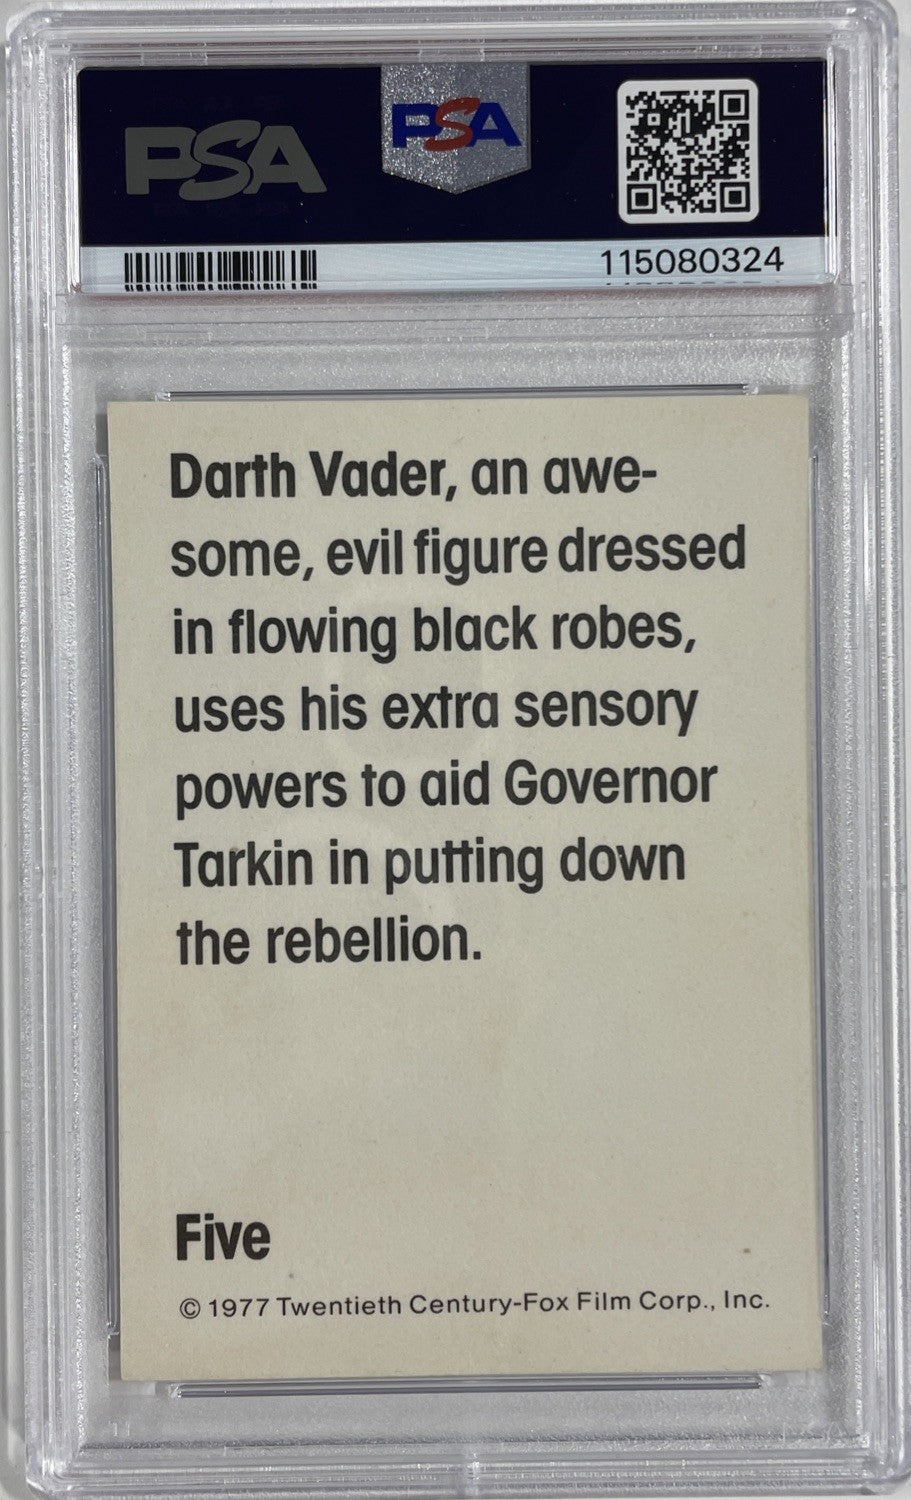 PSA
PSA
115080324
Darth Vader, an awe-
some, evil figure dressed
in flowing black robes,
uses his extra sensory
powers to aid Governor
Tarkin in putting down
the rebellion.
Five
© 1977 Twentieth Century-Fox Film Corp., Inc.